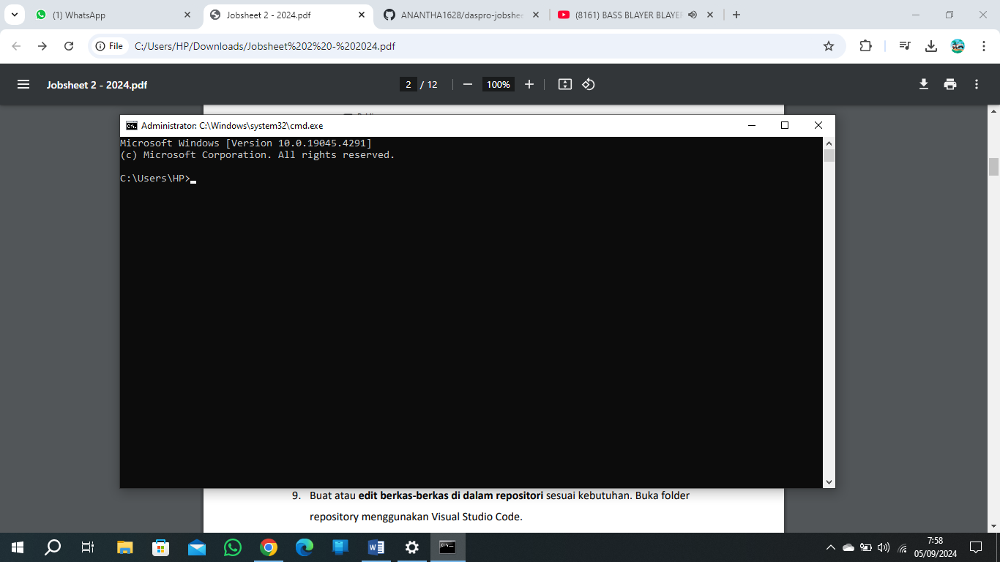 (1) WhatsApp
Jobsheet 2 - 2024.pdf
ANANTHA1628/daspro-jobshee
(8161) BASS BLAYER BLAYER
File
C:/Users/HP/Downloads/Jobsheet%202%20-%202024.pdf
Jobsheet 2 - 2024.pdf
2 / 12
100%
Administrator: C:\Windows\system32\cmd.exe
Microsoft Windows [Version 10.0.19045.4291]
(c) Microsoft Corporation. All rights reserved.
C:\Users\HP>
9. Buat atau edit berkas-berkas di dalam repositori sesuai kebutuhan. Buka folder
repository menggunakan Visual Studio Code.
7:58
05/09/2024